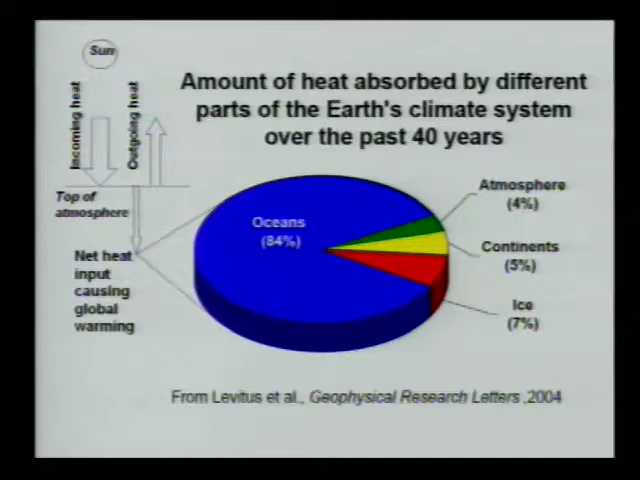 Sun
Incoming heat
Outgoing heat
Top of
atmosphere
Net heat
input
causing
global
warming
Amount of heat absorbed by different
parts of the Earth's climate system
over the past 40 years
Oceans
(84%)
Atmosphere
(4%)
Continents
(5%)
Ice
(7%)
From Levitus et al., Geophysical Research Letters ,2004